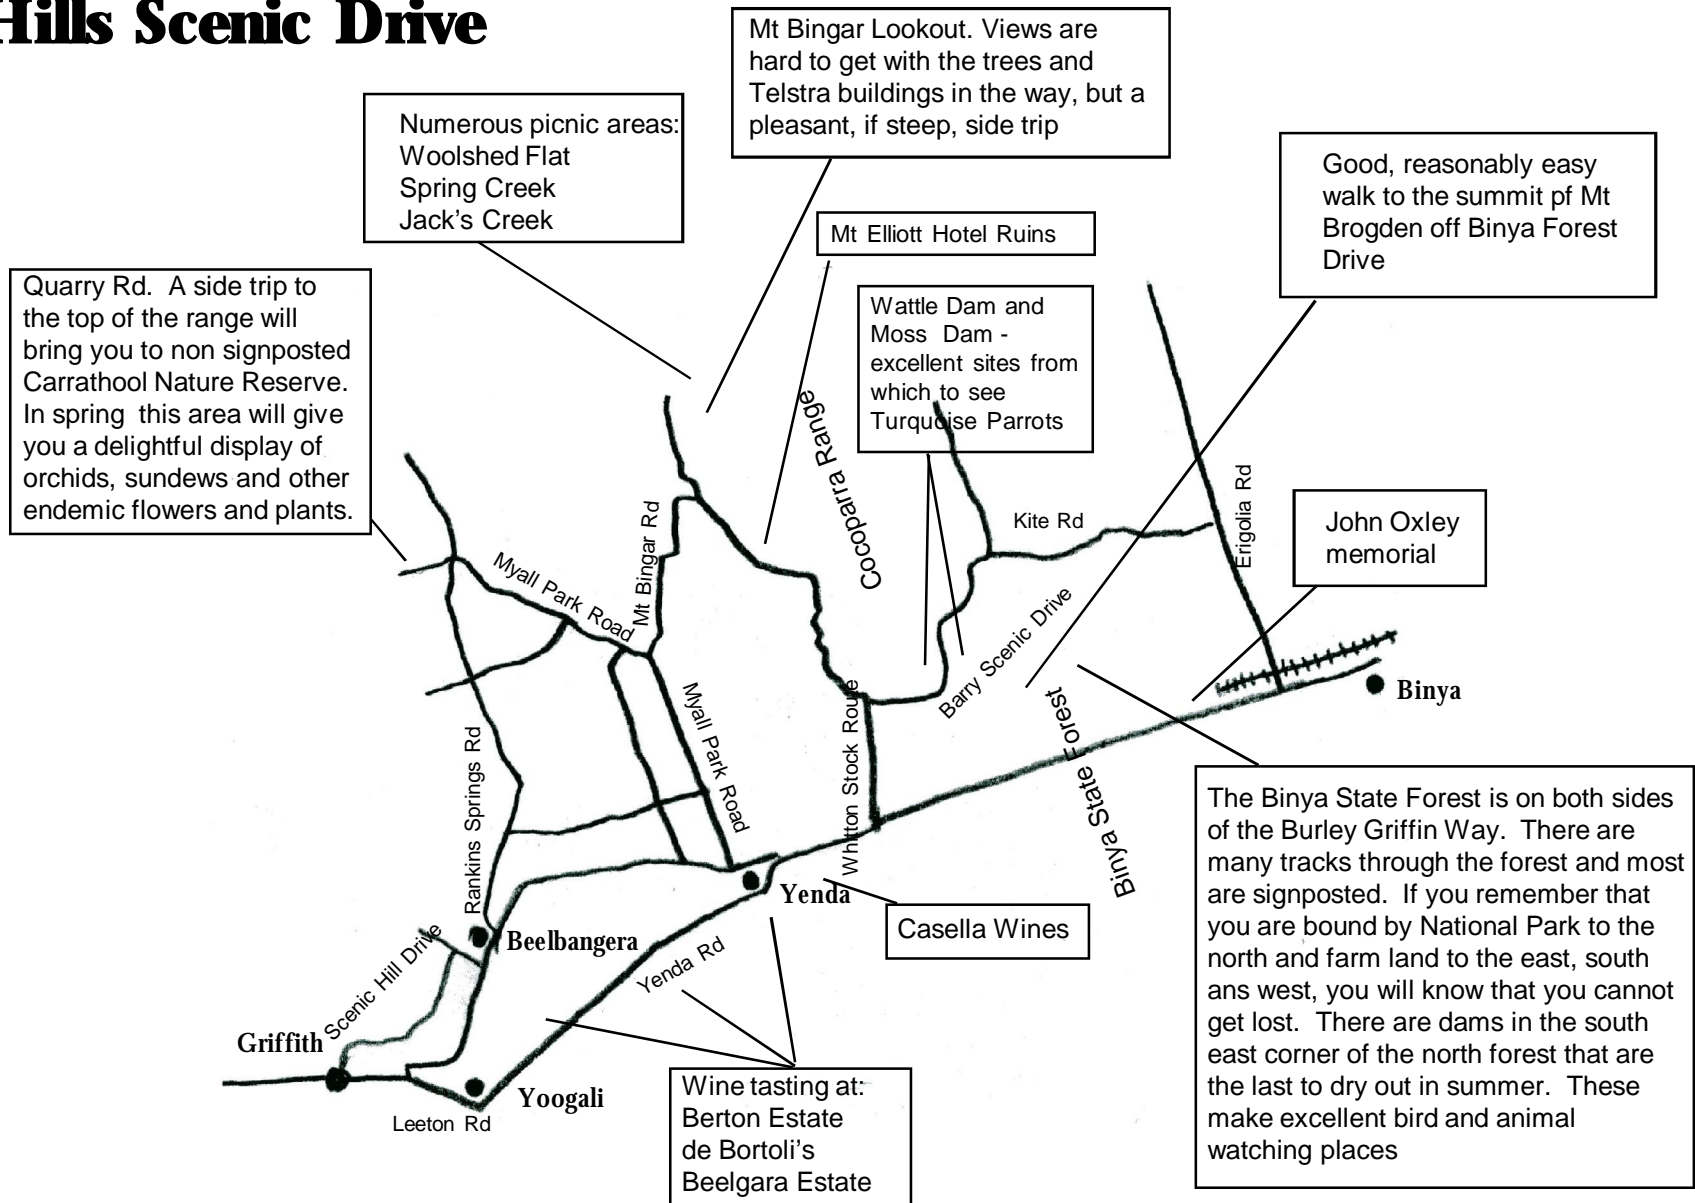 Hills Scenic Drive
Mt Bingar Lookout. Views are
hard to get with the trees and
Telstra buildings in the way, but a
pleasant, if steep, side trip
Numerous picnic areas:
Woolshed Flat
Spring Creek
Jack's Creek
Good, reasonably easy
walk to the summit pf Mt
Brogden off Binya Forest
Drive
Mt Elliott Hotel Ruins
Quarry Rd. A side trip to
the top of the range will
bring you to non signposted
Carrathool Nature Reserve.
In spring this area will give
you a delightful display of
orchids, sundews and other
endemic flowers and plants.
Wattle Dam and
Moss Dam -
excellent sites from
which to see
Turquoise Parrots
Cocoparra Range
Kite Rd
Erigolia Rd
John Oxley
memorial
Myall Park Road
Mt Bingar Rd
Barry Scenic Drive
Binya
Myall Park Road
Whitton Stock Route
Binya State Forest
Rankins Springs Rd
The Binya State Forest is on both sides
of the Burley Griffin Way. There are
many tracks through the forest and most
are signposted. If you remember that
you are bound by National Park to the
north and farm land to the east, south
ans west, you will know that you cannot
get lost. There are dams in the south
east corner of the north forest that are
the last to dry out in summer. These
make excellent bird and animal
watching places
Yenda
Casella Wines
Beelbangera
Scenic Hill Drive
Yenda Rd
Griffith
Yoogali
Leeton Rd
Wine tasting at:
Berton Estate
de Bortoli's
Beelgara Estate